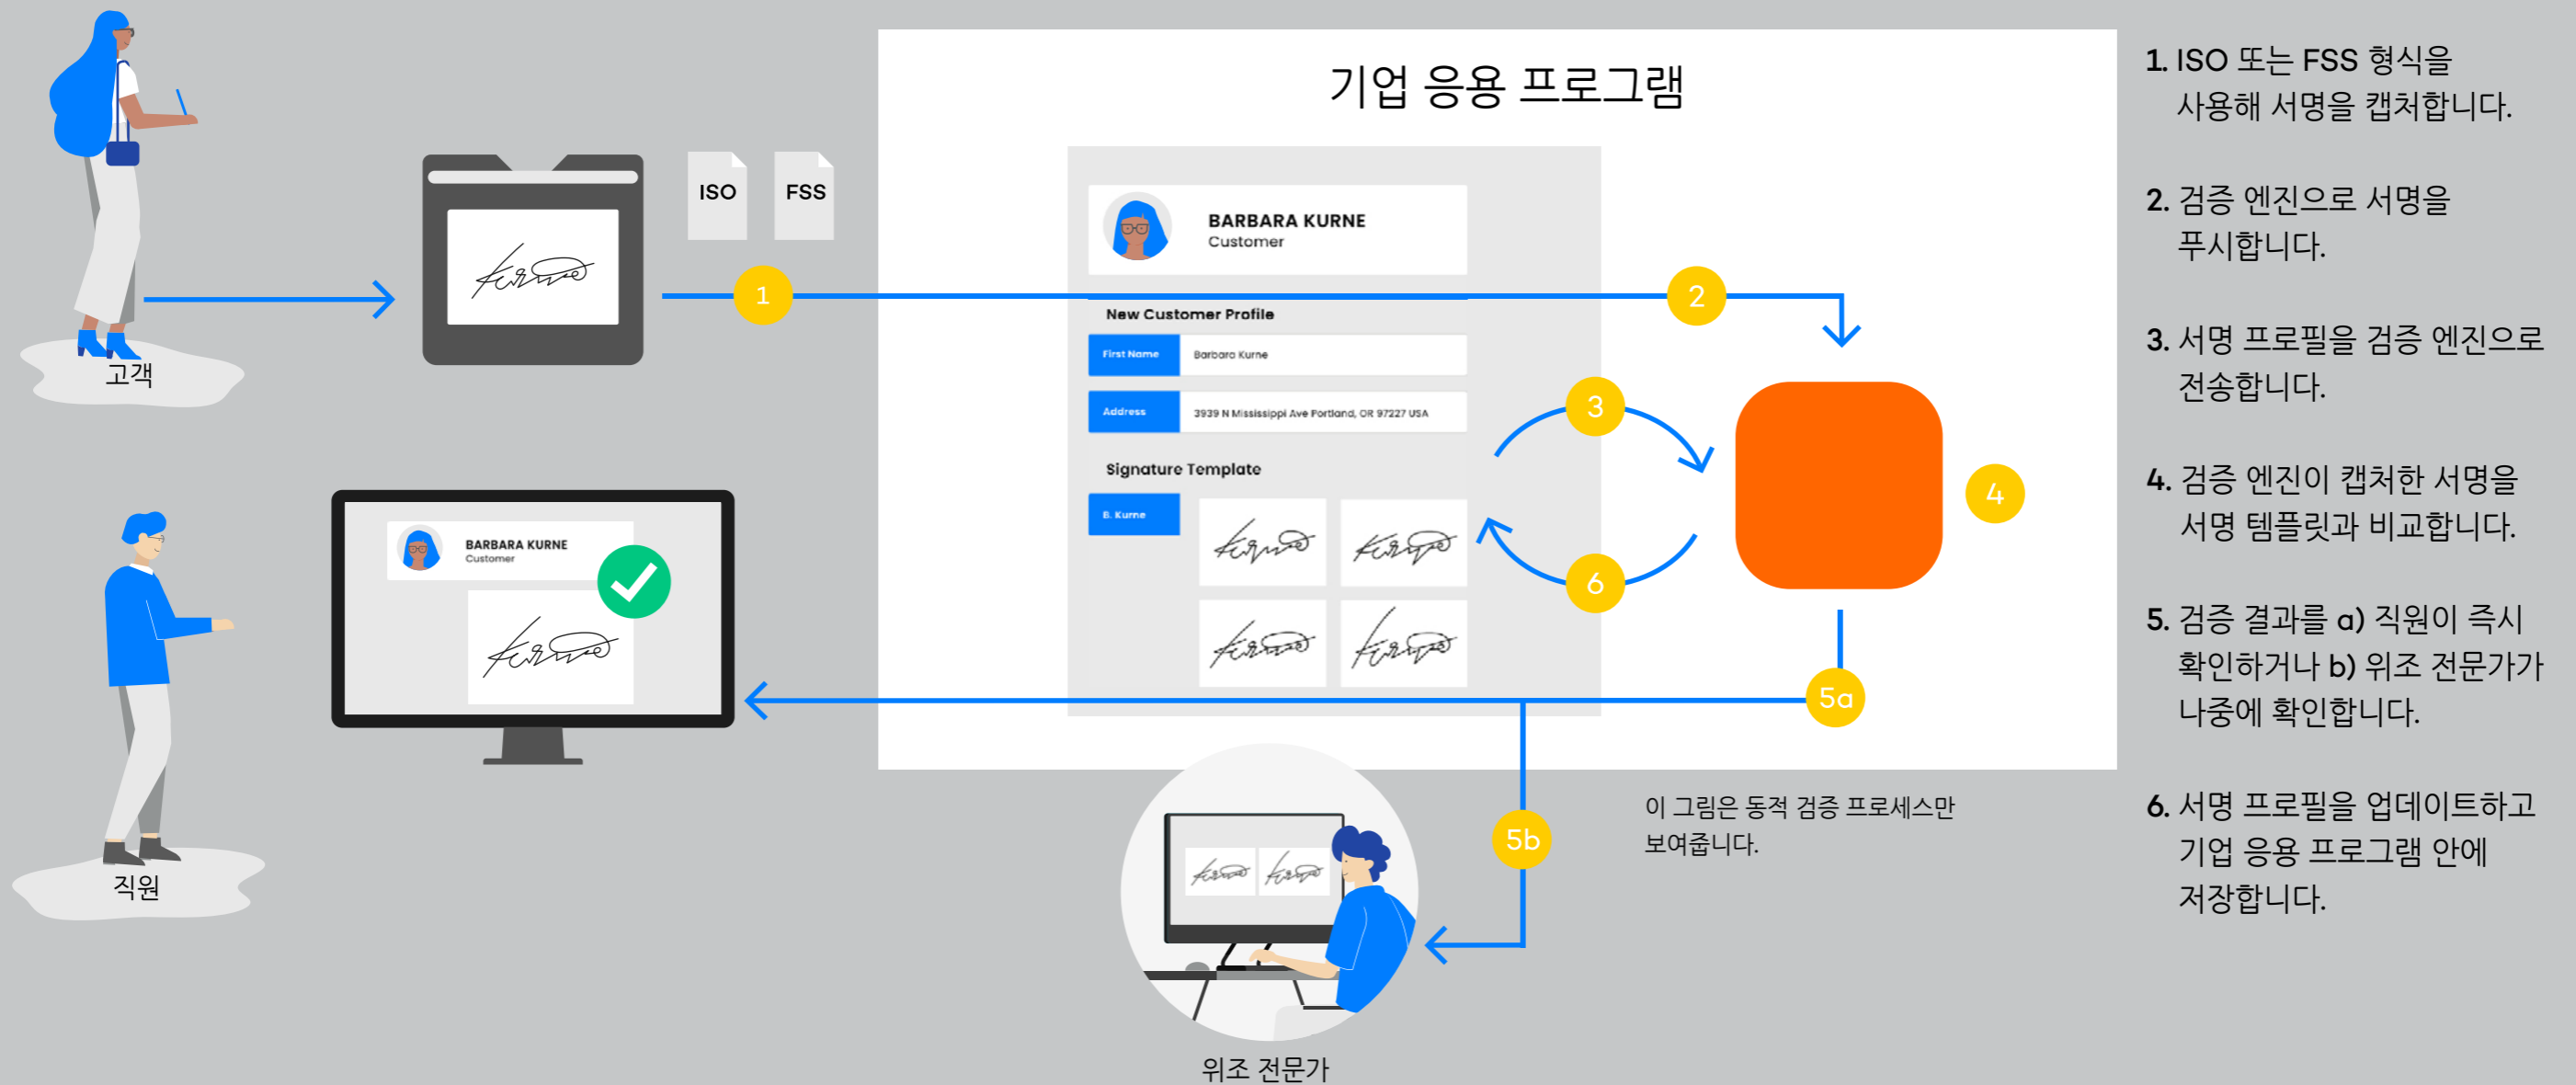 기업 응용 프로그램
고객
ISO
FSS
1
2
BARBARA KURNE
Customer
New Customer Profile
First Name
Barbara Kurne
Address
3939 N Mississippi Ave Portland, OR 97227 USA
Signature Template
B. Kurne
3
4
6
5a
5b
BARBARA KURNE
Customer
직원
위조 전문가
이 그림은 동적 검증 프로세스만
보여줍니다.
1. ISO 또는 FSS 형식을
사용해 서명을 캡처합니다.
2. 검증 엔진으로 서명을
푸시합니다.
3. 서명 프로필을 검증 엔진으로
전송합니다.
4. 검증 엔진이 캡처한 서명을
서명 템플릿과 비교합니다.
5. 검증 결과를 a) 직원이 즉시
확인하거나 b) 위조 전문가가
나중에 확인합니다.
6. 서명 프로필을 업데이트하고
기업 응용 프로그램 안에
저장합니다.